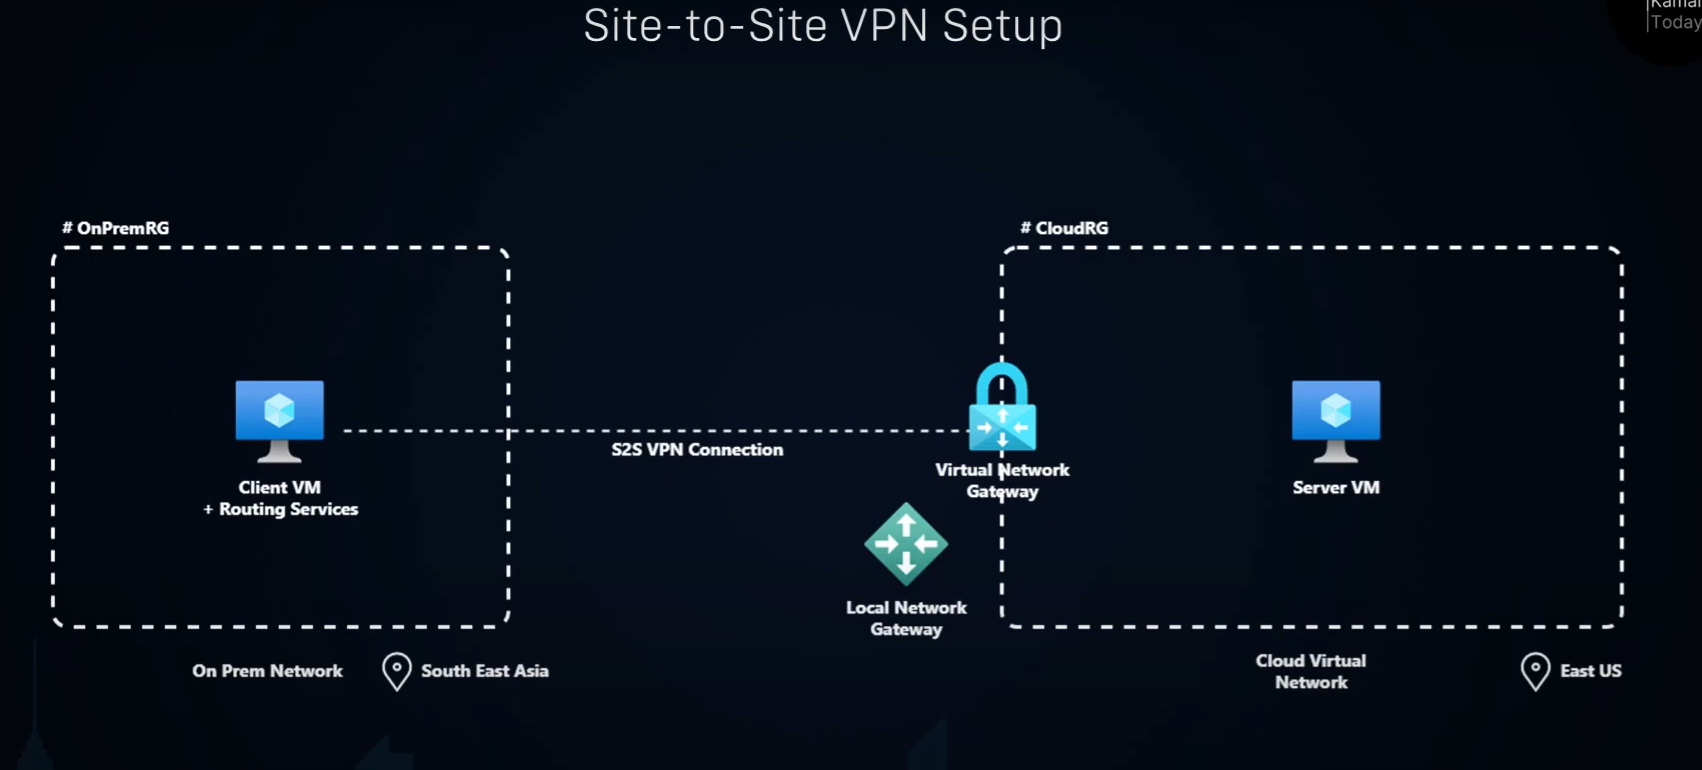 Site-to-Site VPN Setup
|Kamal
|Today
# OnPremRG
# CloudRG
S2S VPN Connection
Virtual Network
Gateway
Client VM
+ Routing Services
Server VM
Local Network
Gateway
On Prem Network
South East Asia
Cloud Virtual
Network
East US